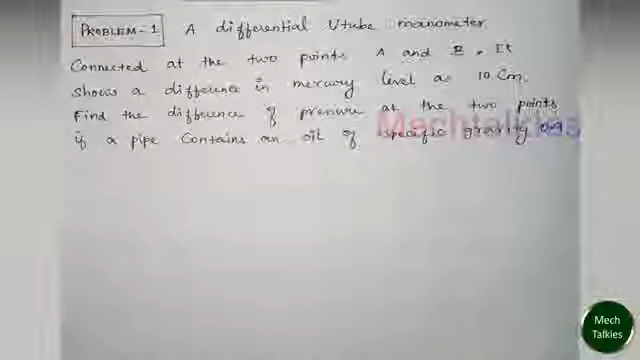 PROBLEM-1 A differential Utube manometer
Connected at the two points A and B. It
shows a difference in mercury level as 10 Cm.
Find the difference of pressure at the two points
if a pipe Contains an oil of specific gravity 0.9
Mechtalkies
Mech
Talkies